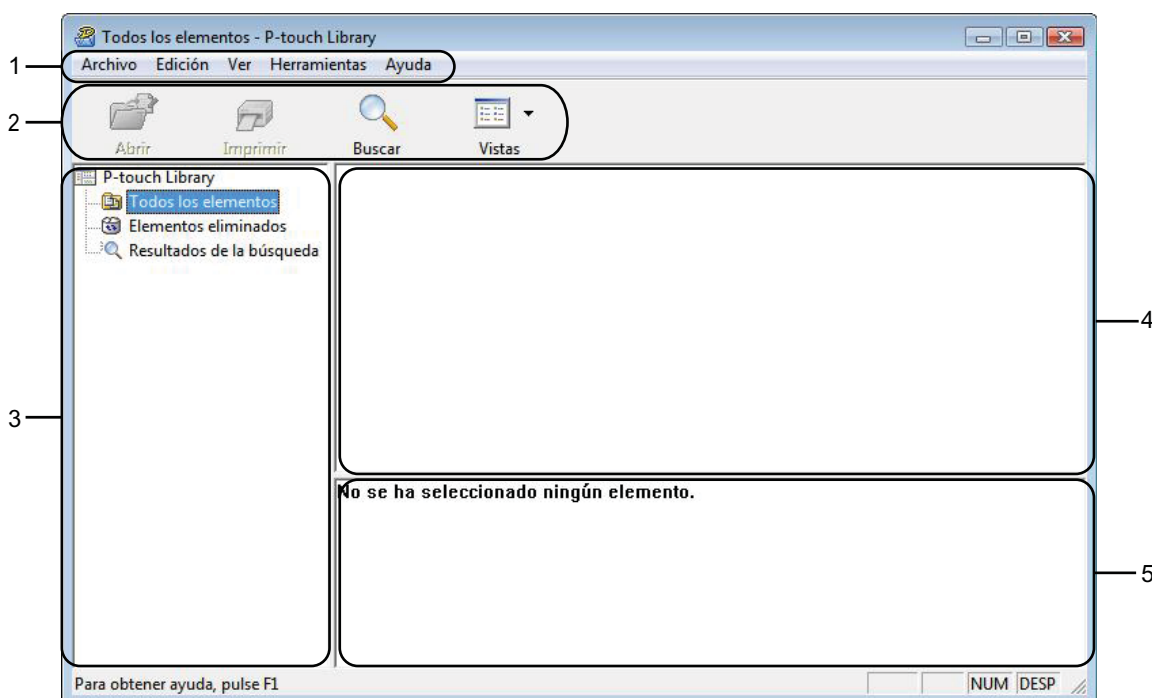 Todos los elementos - P-touch Library
1
Archivo Edición Ver Herramientas Ayuda
2
Abrir Imprimir Buscar Vistas
3
P-touch Library
Todos los elementos
Elementos eliminados
Resultados de la búsqueda
4
No se ha seleccionado ningún elemento.
5
Para obtener ayuda, pulse F1
NUM DESP